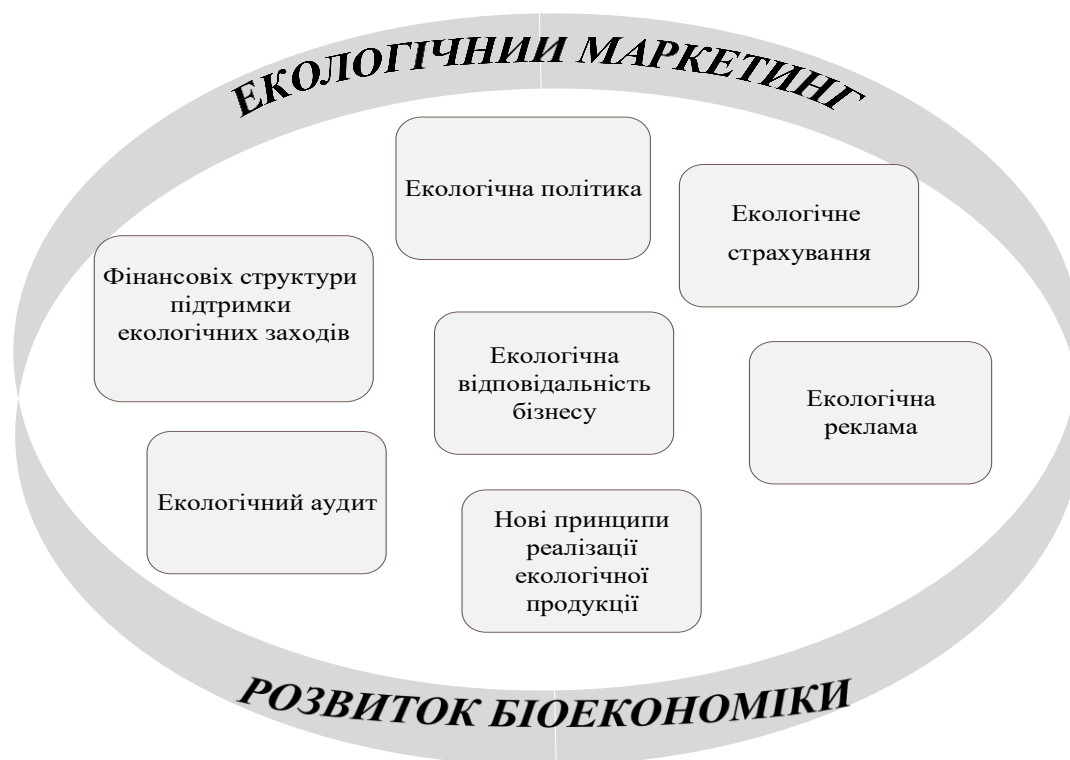 ЕКОЛОГІЧНИИ МАРКЕТИНГ
Екологічна політика
Екологічне
страхування
Фінансовіх структури
підтримки
екологічних заходів
Екологічна
відповідальність
бізнесу
Екологічна
реклама
Екологічний аудит
Нові принципи
реалізації
екологічної
продукції
РОЗВИТОК БІОЕКОНОМІКИ